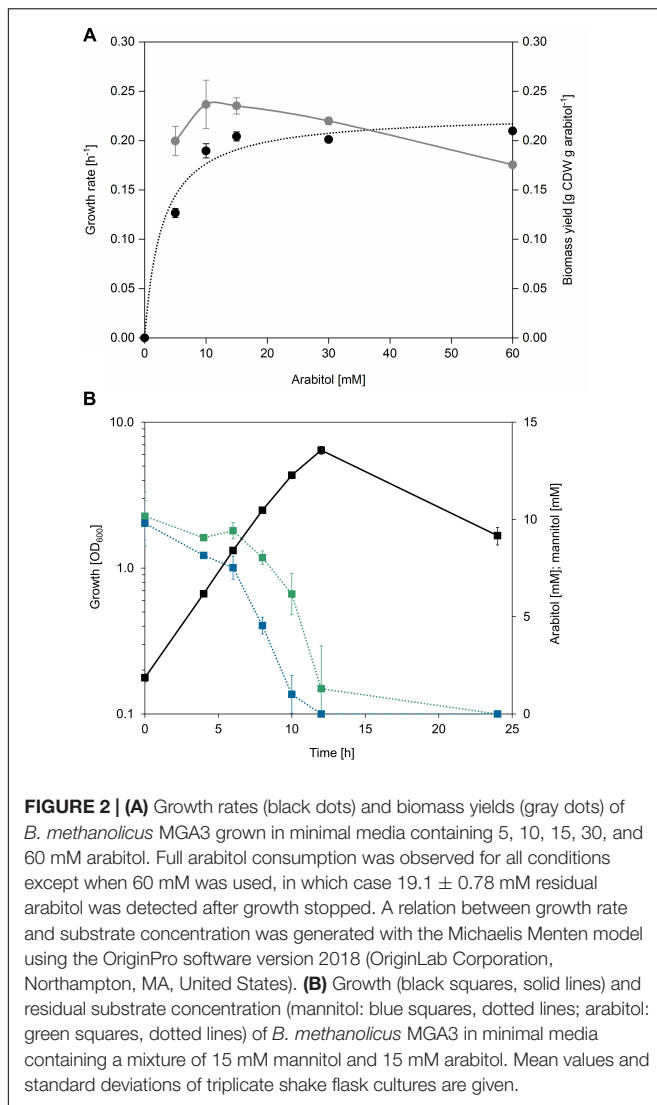 A
0.30
0.25
0.20
0.15
0.10
0.05
0.00
Growth rate [h⁻¹]
0.30
0.25
0.20
0.15
0.10
0.05
0.00
Biomass yield [g CDW g arabitol⁻¹]
0 10 20 30 40 50 60
Arabitol [mM]
B
10.0
1.0
0.1
Growth [OD₆₀₀]
15
10
5
0
Arabitol [mM]; mannitol [mM]
0 5 10 15 20 25
Time [h]
FIGURE 2 | (A) Growth rates (black dots) and biomass yields (gray dots) of
B. methanolicus MGA3 grown in minimal media containing 5, 10, 15, 30, and
60 mM arabitol. Full arabitol consumption was observed for all conditions
except when 60 mM was used, in which case 19.1 ± 0.78 mM residual
arabitol was detected after growth stopped. A relation between growth rate
and substrate concentration was generated with the Michaelis Menten model
using the OriginPro software version 2018 (OriginLab Corporation,
Northampton, MA, United States). (B) Growth (black squares, solid lines) and
residual substrate concentration (mannitol: blue squares, dotted lines; arabitol:
green squares, dotted lines) of B. methanolicus MGA3 in minimal media
containing a mixture of 15 mM mannitol and 15 mM arabitol. Mean values and
standard deviations of triplicate shake flask cultures are given.